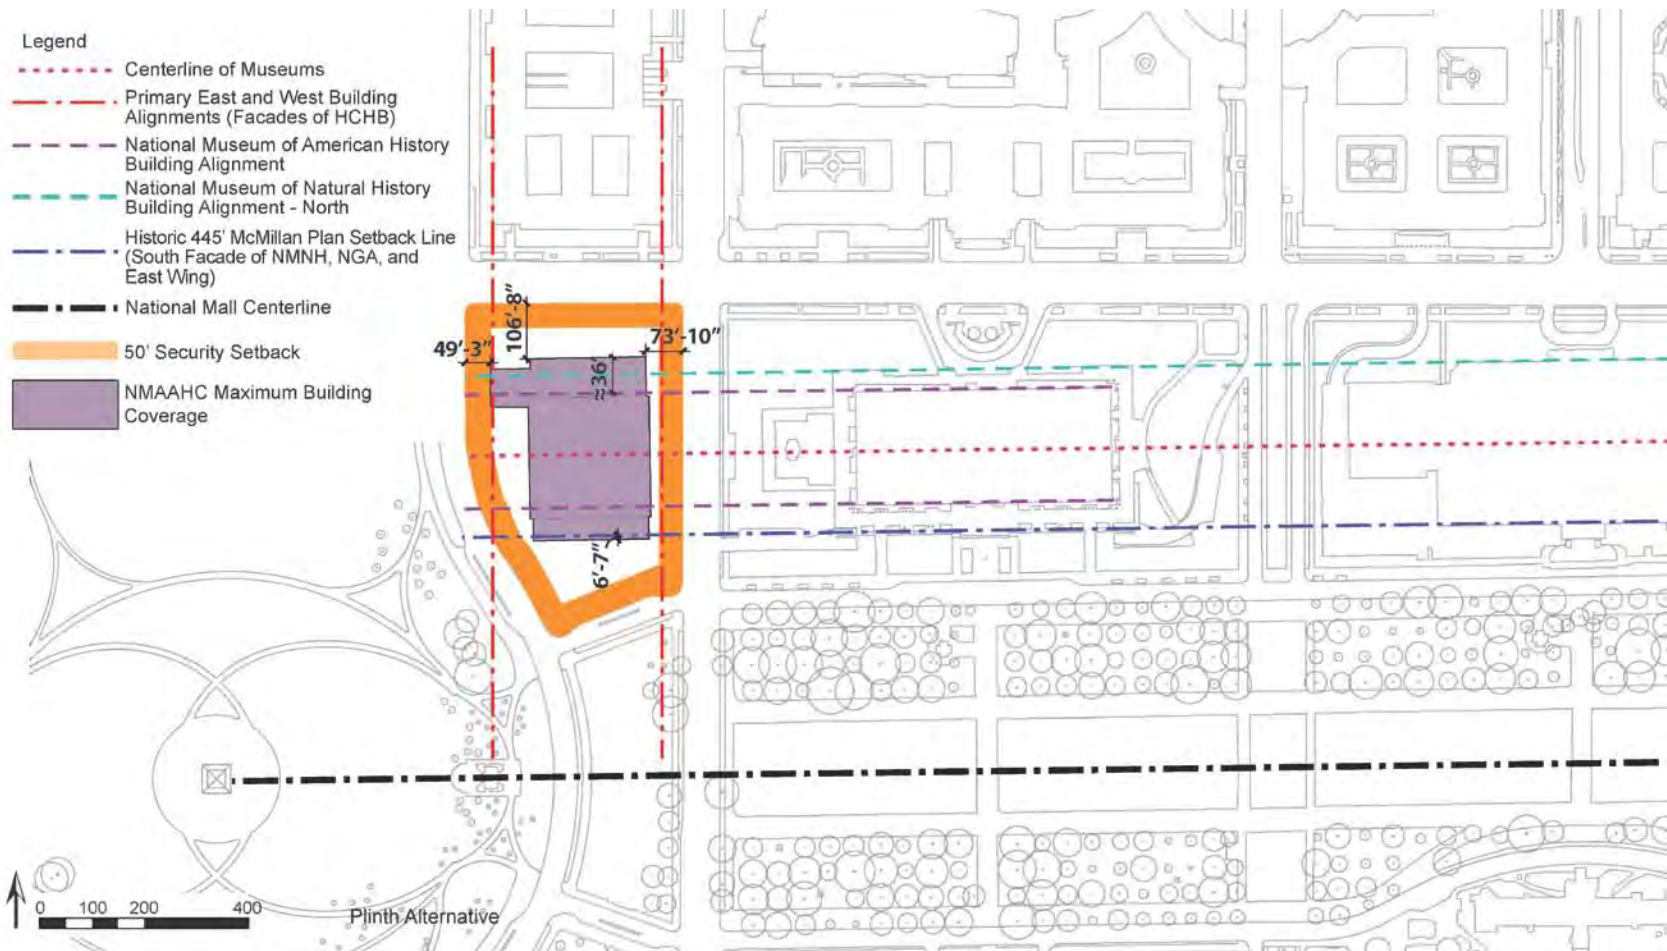 Legend
Centerline of Museums
Primary East and West Building
Alignments (Facades of HCHB)
National Museum of American History
Building Alignment
National Museum of Natural History
Building Alignment - North
Historic 445' McMillan Plan Setback Line
(South Facade of NMNH, NGA, and
East Wing)
National Mall Centerline
50' Security Setback
NMAAHC Maximum Building
Coverage
49'-3"
106'-8"
≈36'
73'-10"
6'-7"
0 100 200 400
Plinth Alternative